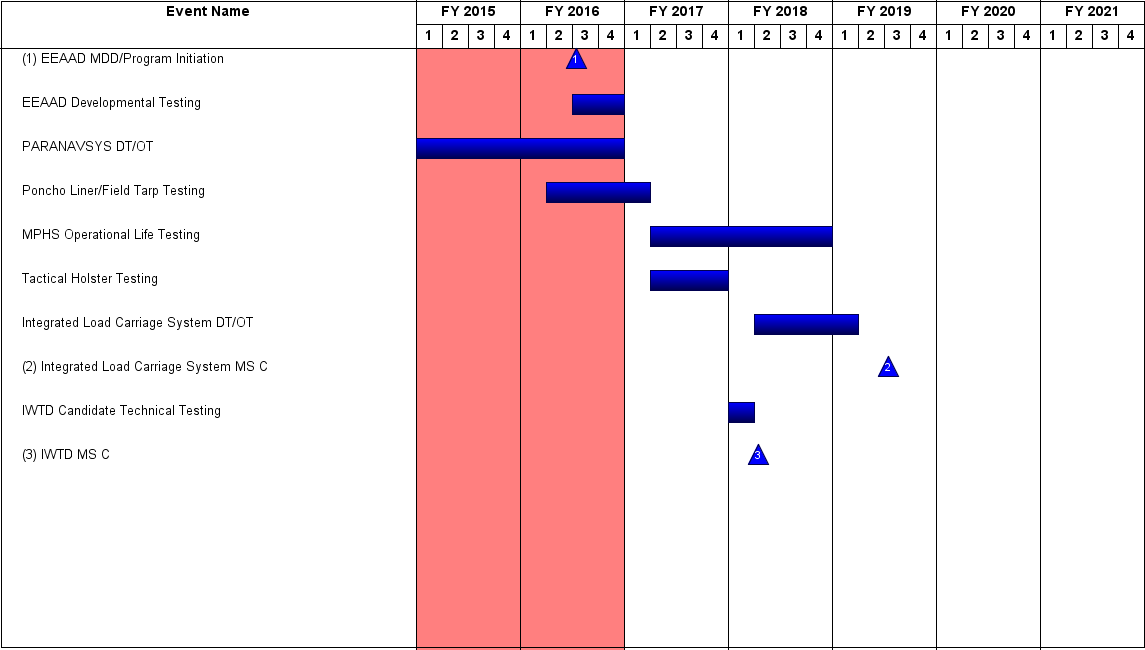 Event Name FY 2015 FY 2016 FY 2017 FY 2018 FY 2019 FY 2020 FY 2021
1 2 3 4 1 2 3 4 1 2 3 4 1 2 3 4 1 2 3 4 1 2 3 4 1 2 3 4
(1) EEAAD MDD/Program Initiation 1
EEAAD Developmental Testing
PARANAVSYS DT/OT
Poncho Liner/Field Tarp Testing
MPHS Operational Life Testing
Tactical Holster Testing
Integrated Load Carriage System DT/OT
(2) Integrated Load Carriage System MS C 2
IWTD Candidate Technical Testing
(3) IWTD MS C 3